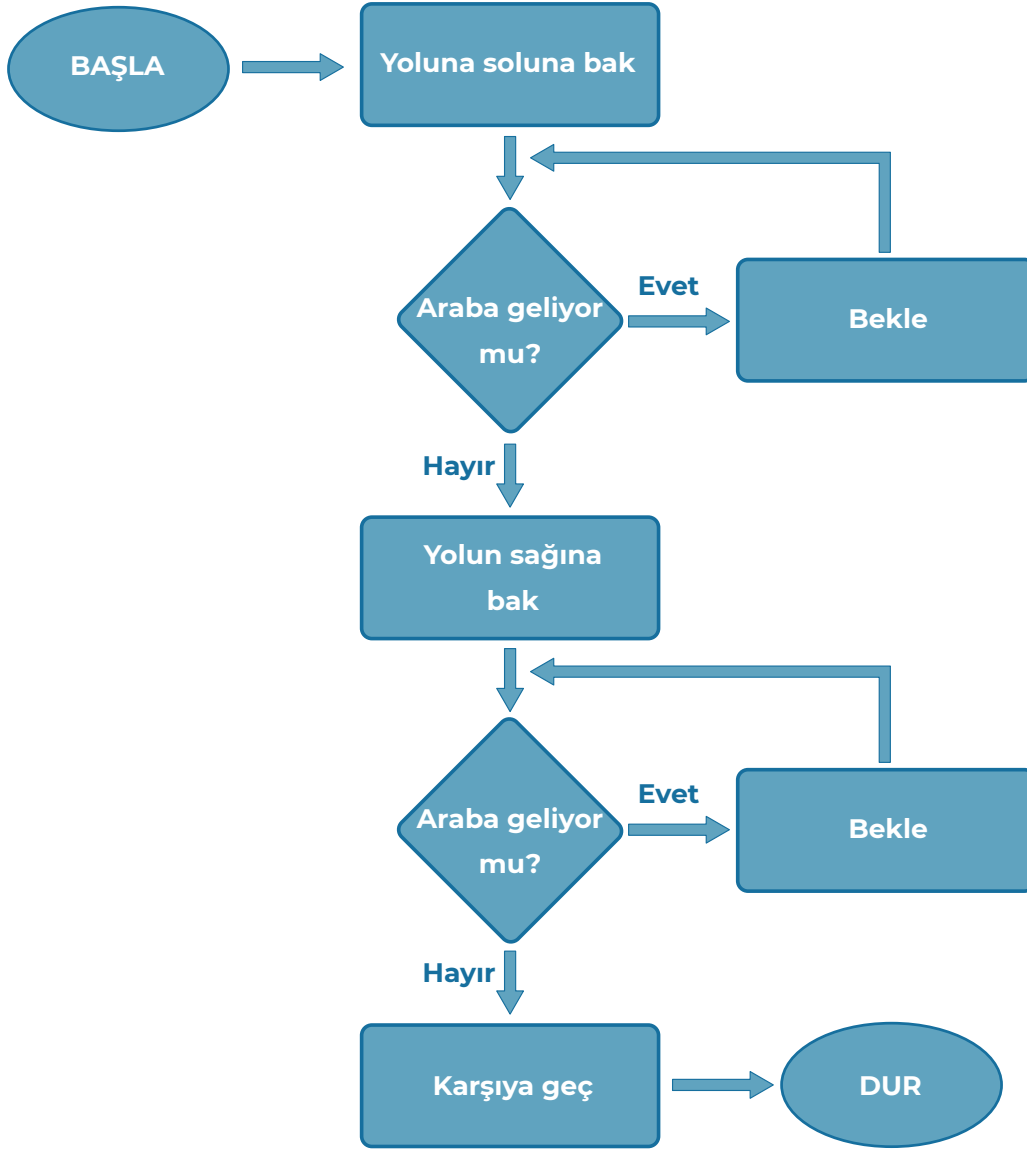 BAŞLA
Yoluna soluna bak
Araba geliyor
mu?
Evet
Bekle
Hayır
Yolun sağına
bak
Araba geliyor
mu?
Evet
Bekle
Hayır
Karşıya geç
DUR